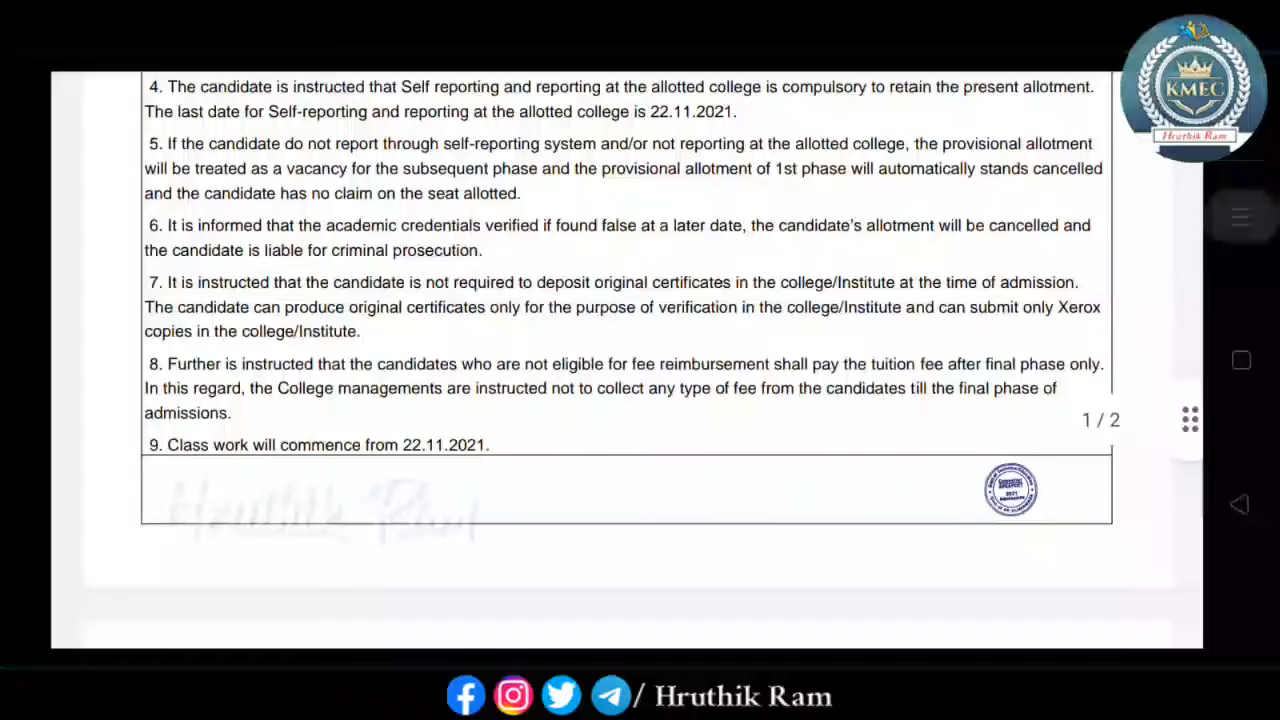 4. The candidate is instructed that Self reporting and reporting at the allotted college is compulsory to retain the present allotment.
The last date for Self-reporting and reporting at the allotted college is 22.11.2021.
5. If the candidate do not report through self-reporting system and/or not reporting at the allotted college, the provisional allotment
will be treated as a vacancy for the subsequent phase and the provisional allotment of 1st phase will automatically stands cancelled
and the candidate has no claim on the seat allotted.
6. It is informed that the academic credentials verified if found false at a later date, the candidate's allotment will be cancelled and
the candidate is liable for criminal prosecution.
7. It is instructed that the candidate is not required to deposit original certificates in the college/Institute at the time of admission.
The candidate can produce original certificates only for the purpose of verification in the college/Institute and can submit only Xerox
copies in the college/Institute.
8. Further is instructed that the candidates who are not eligible for fee reimbursement shall pay the tuition fee after final phase only.
In this regard, the College managements are instructed not to collect any type of fee from the candidates till the final phase of
admissions.
9. Class work will commence from 22.11.2021.
1 / 2
KMEC
Hruthik Ram
Hruthik Ram
2021
/ Hruthik Ram